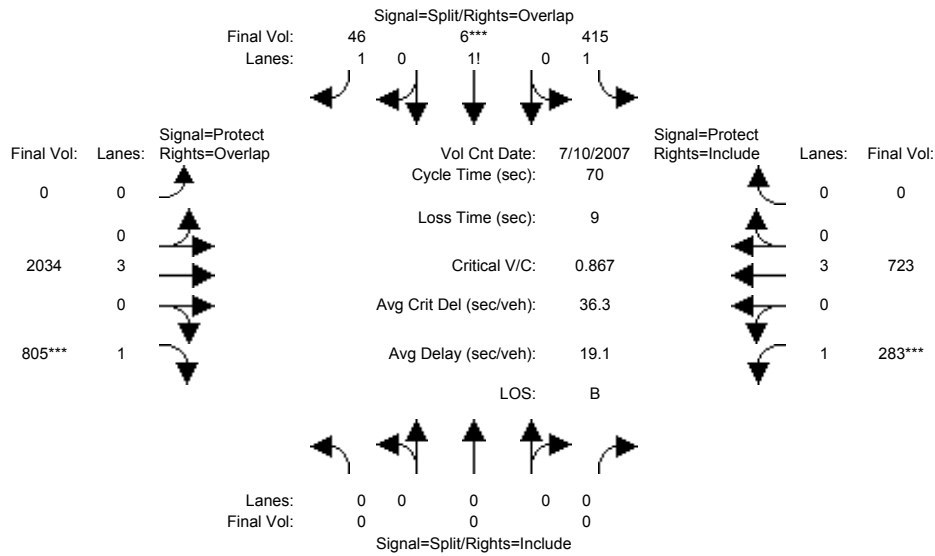 Signal=Split/Rights=Overlap
Final Vol: 46 6*** 415
Lanes: 1 0 1! 0 1
Signal=Protect Signal=Protect
Final Vol: Lanes: Rights=Overlap Vol Cnt Date: 7/10/2007 Rights=Include Lanes: Final Vol:
Cycle Time (sec): 70
0 0 0 0
Loss Time (sec): 9
0 0
2034 3 Critical V/C: 0.867 3 723
0 Avg Crit Del (sec/veh): 36.3 0
805*** 1 Avg Delay (sec/veh): 19.1 1 283***
LOS: B
Lanes: 0 0 0 0 0
Final Vol: 0 0 0
Signal=Split/Rights=Include